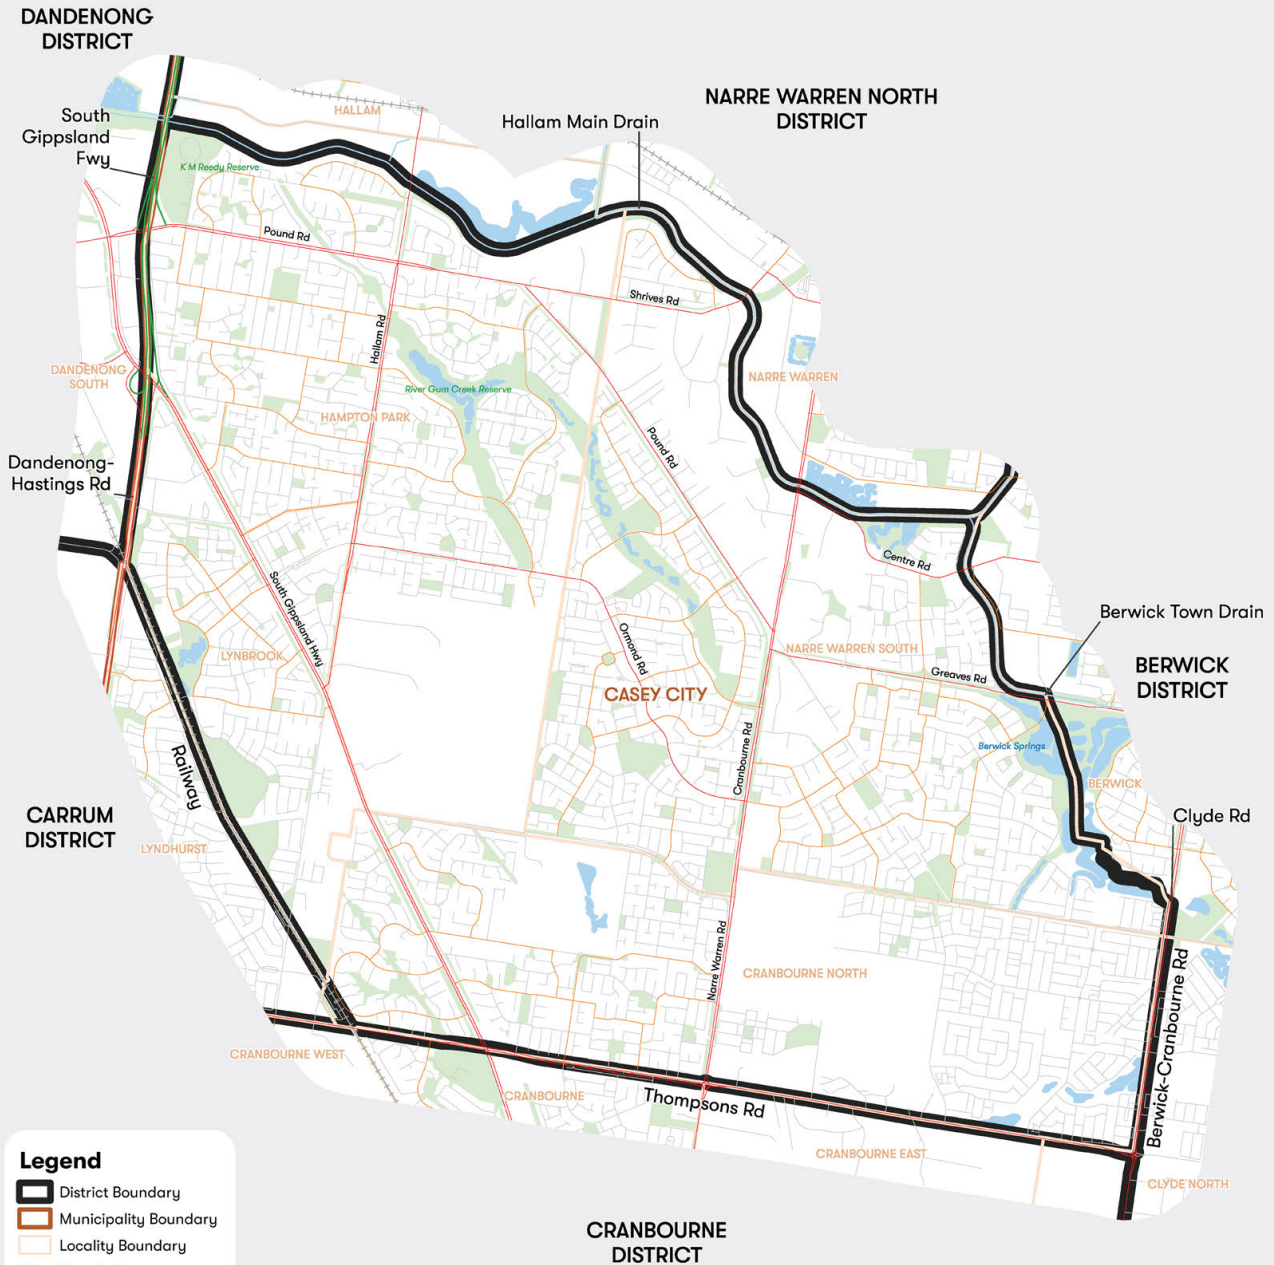 DANDENONG
DISTRICT
NARRE WARREN NORTH
DISTRICT
South
Gippsland
Fwy
HALLAM
Hallam Main Drain
K M Reedy Reserve
Pound Rd
Shrives Rd
Hallam Rd
DANDENONG
SOUTH
NARRE WARREN
River Gum Creek Reserve
HAMPTON PARK
Pound Rd
Dandenong-
Hastings Rd
Centre Rd
South Gippsland Hwy
Ormond Rd
Berwick Town Drain
LYNBROOK
NARRE WARREN SOUTH
BERWICK
DISTRICT
Greaves Rd
CASEY CITY
Railway
Cranbourne Rd
Berwick Springs
BERWICK
CARRUM
DISTRICT
Clyde Rd
LYNDHURST
Narre Warren Rd
CRANBOURNE NORTH
Berwick-Cranbourne Rd
CRANBOURNE WEST
CRANBOURNE
Thompsons Rd
CRANBOURNE EAST
CLYDE NORTH
Legend
District Boundary
Municipality Boundary
Locality Boundary
CRANBOURNE
DISTRICT